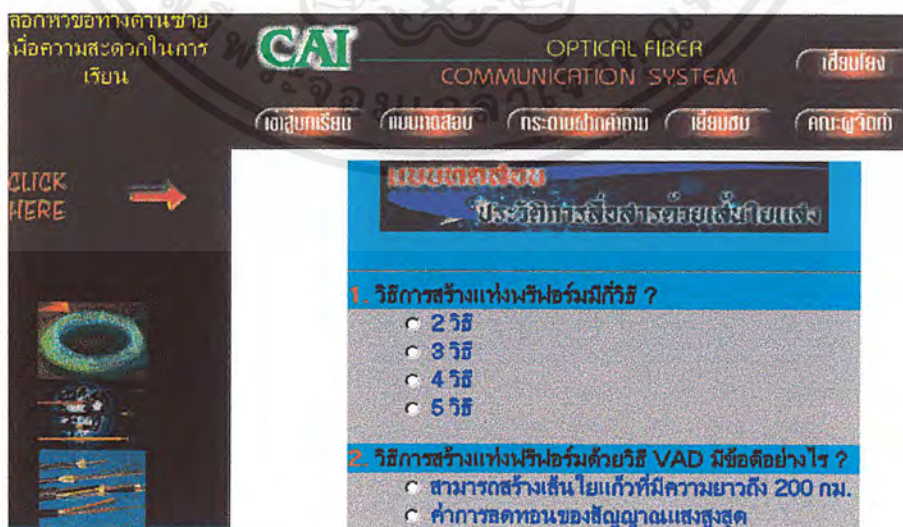 ลือกหัวข้อทางด้านซ้าย
เพื่อความสะดวกในการ
เรียน
CAI
OPTICAL FIBER
COMMUNICATION SYSTEM
เชื่อมโยง
เข้าสู่บทเรียน
แบบทดสอบ
กระดานฝากคำถาม
เยี่ยมชม
คณะผู้จัดทำ
CLICK
HERE
แบบทดสอบ
ประวัติการสื่อสารด้วยเส้นใยแสง
1. วิธีการสร้างแท่งพรีฟอร์มมีกี่วิธี ?
2 วิธี
3 วิธี
4 วิธี
5 วิธี
2. วิธีการสร้างแท่งพรีฟอร์มด้วยวิธี VAD มีข้อดีอย่างไร ?
สามารถสร้างเส้นใยแก้วที่มีความยาวถึง 200 กม.
ค่าการลดทอนของสัญญาณแสงสูงสุด